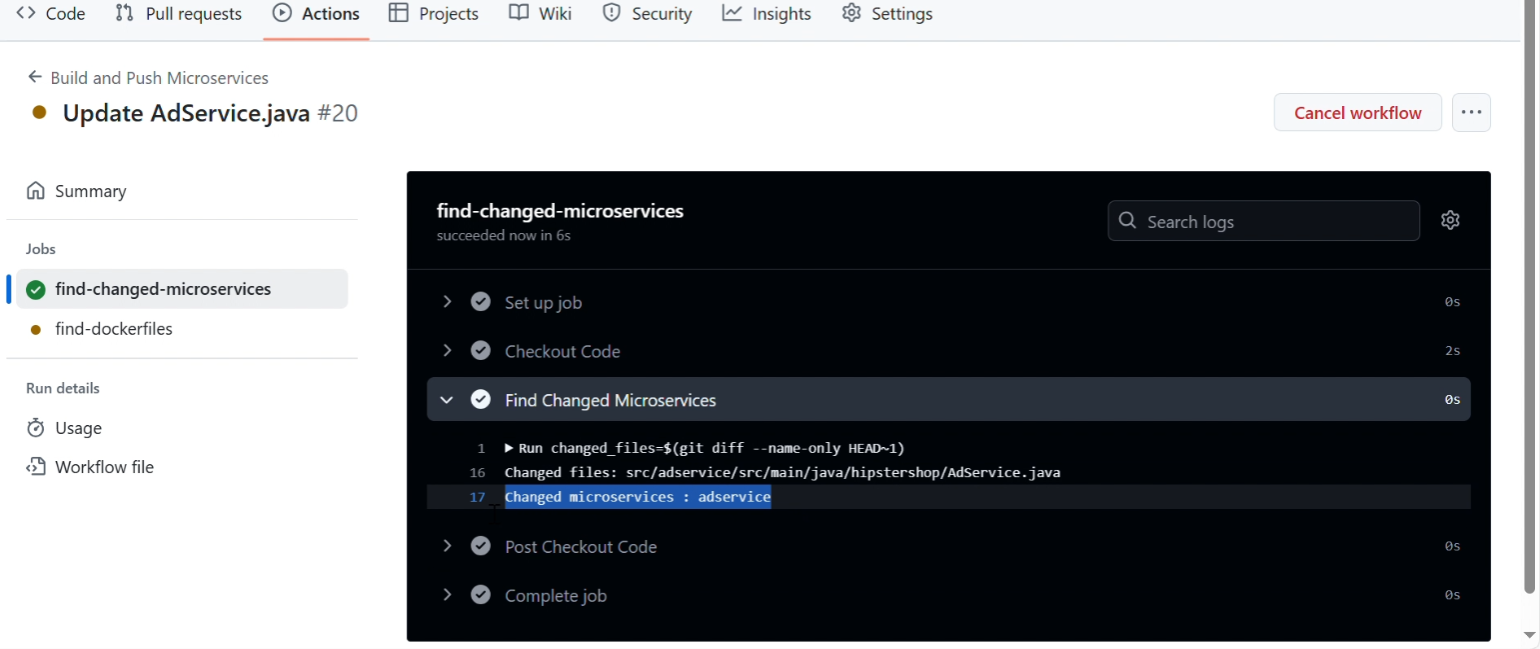 Code Pull requests Actions Projects Wiki Security Insights Settings
Build and Push Microservices
Update AdService.java #20
Cancel workflow
Summary
Jobs
find-changed-microservices
find-dockerfiles
Run details
Usage
Workflow file
find-changed-microservices
succeeded now in 6s
Search logs
Set up job 0s
Checkout Code 2s
Find Changed Microservices 0s
1 Run changed_files=$(git diff --name-only HEAD~1)
16 Changed files: src/adservice/src/main/java/hipstershop/AdService.java
17 Changed microservices : adservice
Post Checkout Code 0s
Complete job 0s